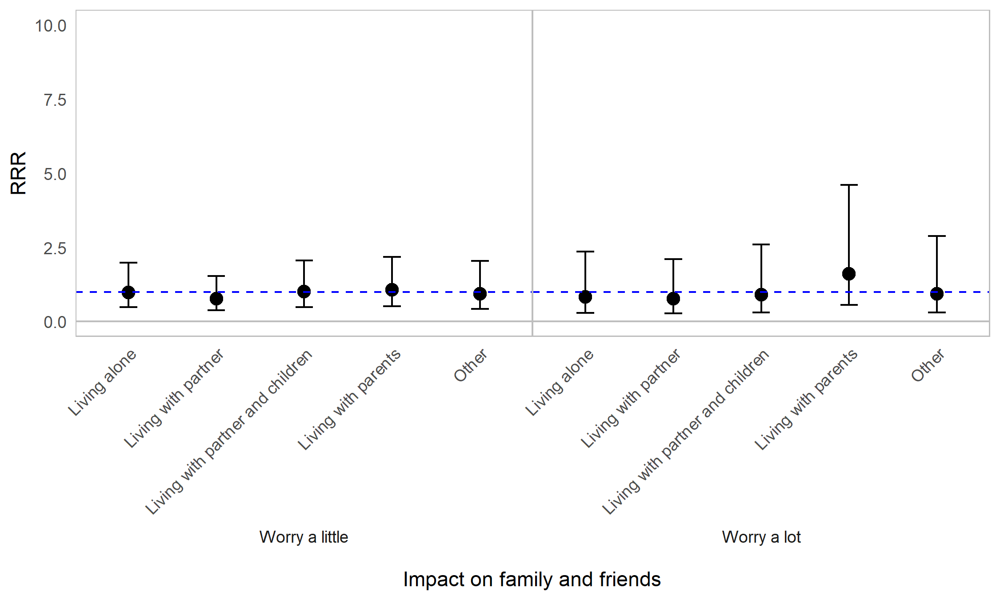 10.0
7.5
5.0
2.5
0.0
RRR
Living alone
Living with partner
Living with partner and children
Living with parents
Other
Living alone
Living with partner
Living with partner and children
Living with parents
Other
Worry a little
Worry a lot
Impact on family and friends